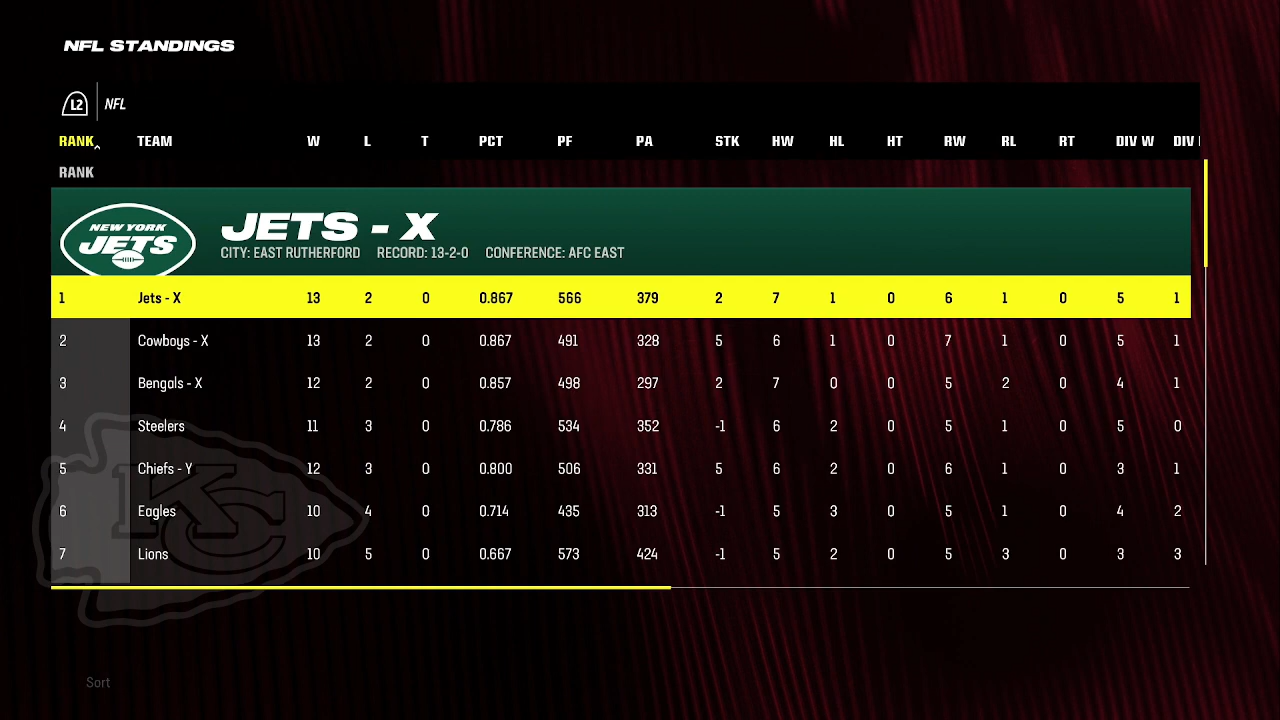 NFL STANDINGS
L2 NFL
RANK TEAM W L T PCT PF PA STK HW HL HT RW RL RT DIV W DIV
RANK
NEW YORK
JETS
JETS - X
CITY: EAST RUTHERFORD RECORD: 13-2-0 CONFERENCE: AFC EAST
1 Jets - X 13 2 0 0.867 566 379 2 7 1 0 6 1 0 5 1
2 Cowboys - X 13 2 0 0.867 491 328 5 6 1 0 7 1 0 5 1
3 Bengals - X 12 2 0 0.857 498 297 2 7 0 0 5 2 0 4 1
4 Steelers 11 3 0 0.786 534 352 -1 6 2 0 5 1 0 5 0
5 Chiefs - Y 12 3 0 0.800 506 331 5 6 2 0 6 1 0 3 1
6 Eagles 10 4 0 0.714 435 313 -1 5 3 0 5 1 0 4 2
7 Lions 10 5 0 0.667 573 424 -1 5 2 0 5 3 0 3 3
KC
Sort